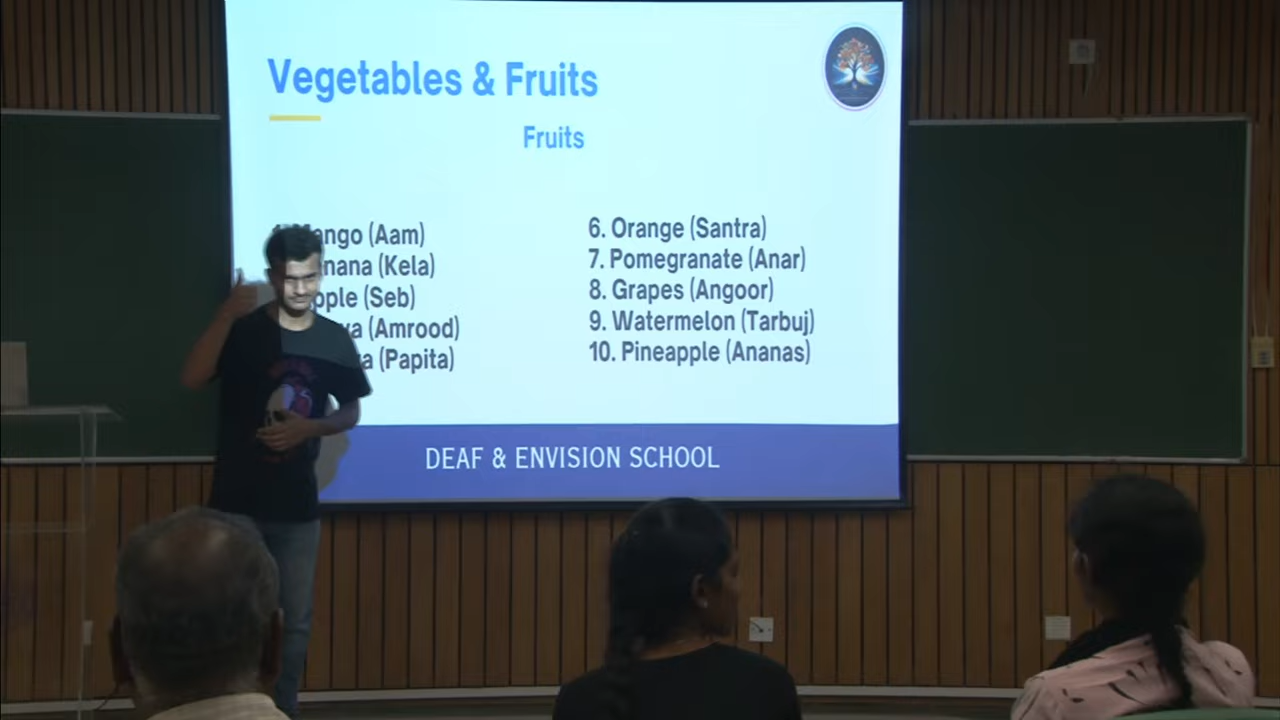 Vegetables & Fruits
Fruits
(Aam)
(Kela)
(Seb)
(Amrood)
(Papita)
6. Orange (Santra)
7. Pomegranate (Anar)
8. Grapes (Angoor)
9. Watermelon (Tarbuj)
10. Pineapple (Ananas)
DEAF & ENVISION SCHOOL